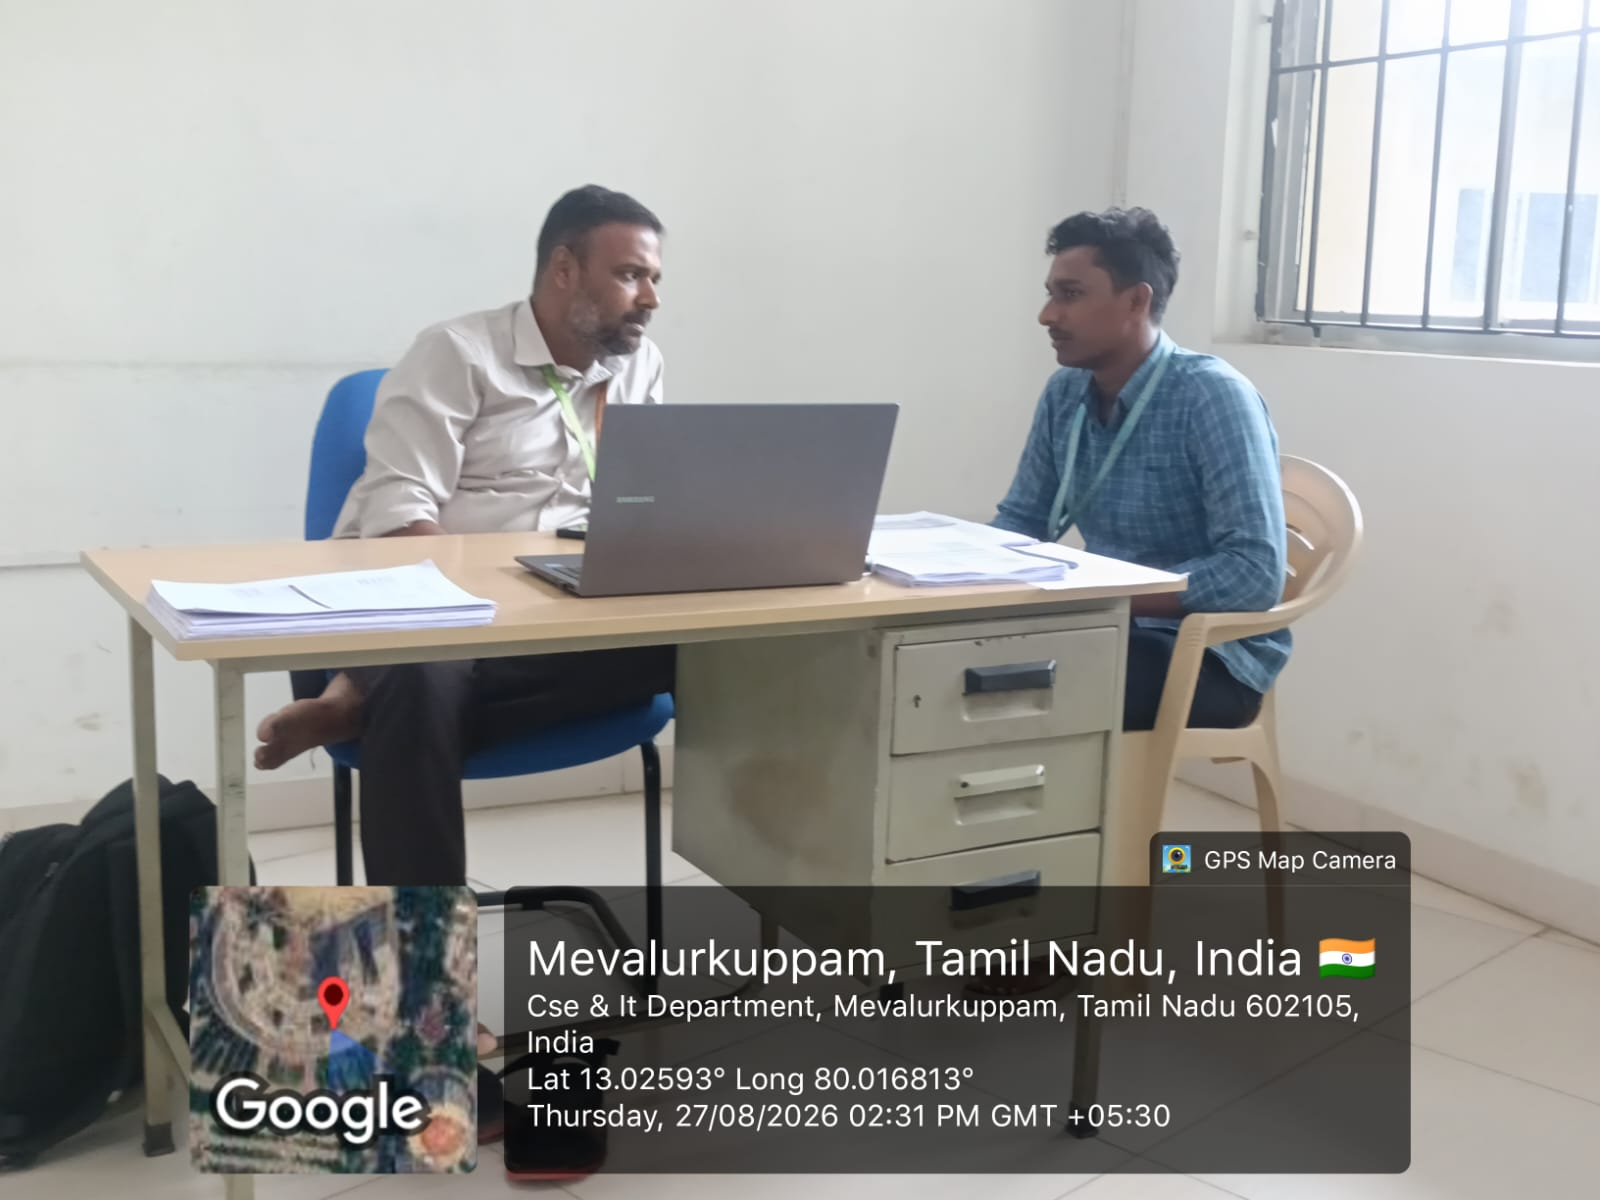 SAMSUNG
GPS Map Camera
Mevalurkuppam, Tamil Nadu, India 🇮🇳
Cse & It Department, Mevalurkuppam, Tamil Nadu 602105,
India
Lat 13.02593° Long 80.016813°
Thursday, 27/08/2026 02:31 PM GMT +05:30
Google